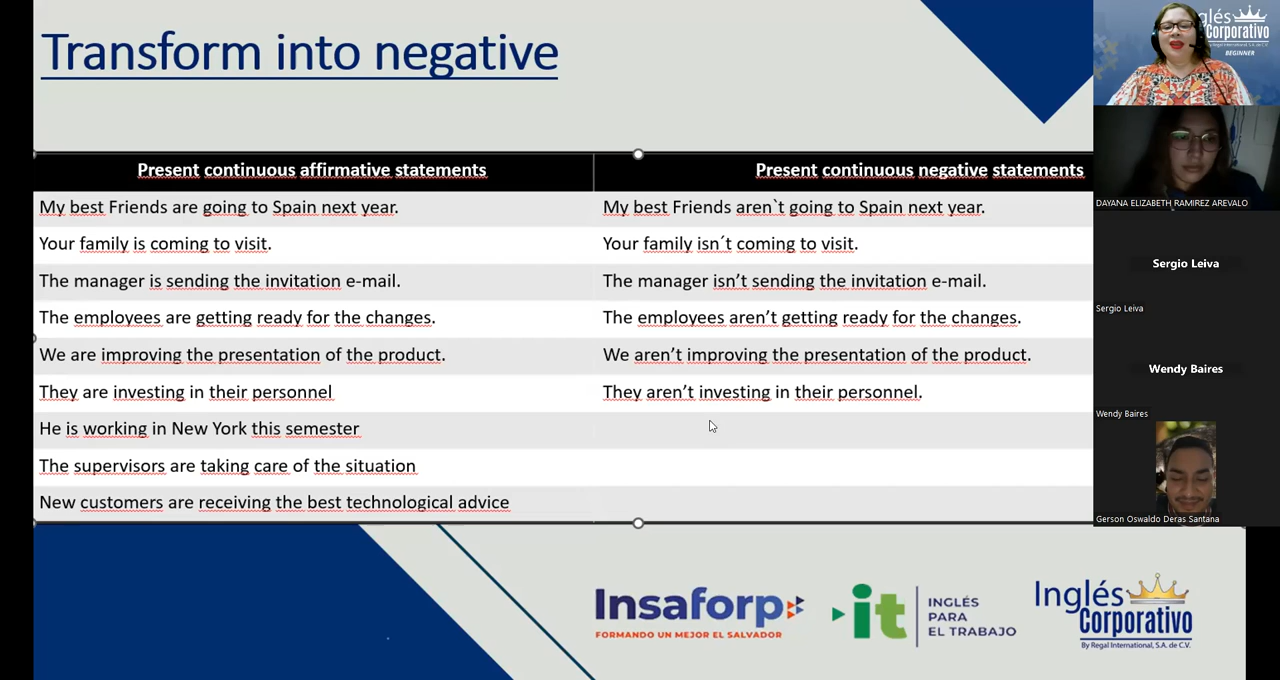 Transform into negative
Present continuous affirmative statements
Present continuous negative statements
My best Friends are going to Spain next year.
My best Friends aren`t going to Spain next year.
Your family is coming to visit.
Your family isn´t coming to visit.
The manager is sending the invitation e-mail.
The manager isn’t sending the invitation e-mail.
The employees are getting ready for the changes.
The employees aren’t getting ready for the changes.
We are improving the presentation of the product.
We aren’t improving the presentation of the product.
They are investing in their personnel
They aren’t investing in their personnel.
He is working in New York this semester
The supervisors are taking care of the situation
New customers are receiving the best technological advice
Insaforp
FORMANDO UN MEJOR EL SALVADOR
it
INGLÉS
PARA
EL TRABAJO
Inglés
Corporativo
By Regal International, S.A. de C.V.
glés
Corporativo
By Regal International, S.A. de C.V.
BEGINNER
DAYANA ELIZABETH RAMIREZ AREVALO
Sergio Leiva
Sergio Leiva
Wendy Baires
Wendy Baires
Gerson Oswaldo Deras Santana